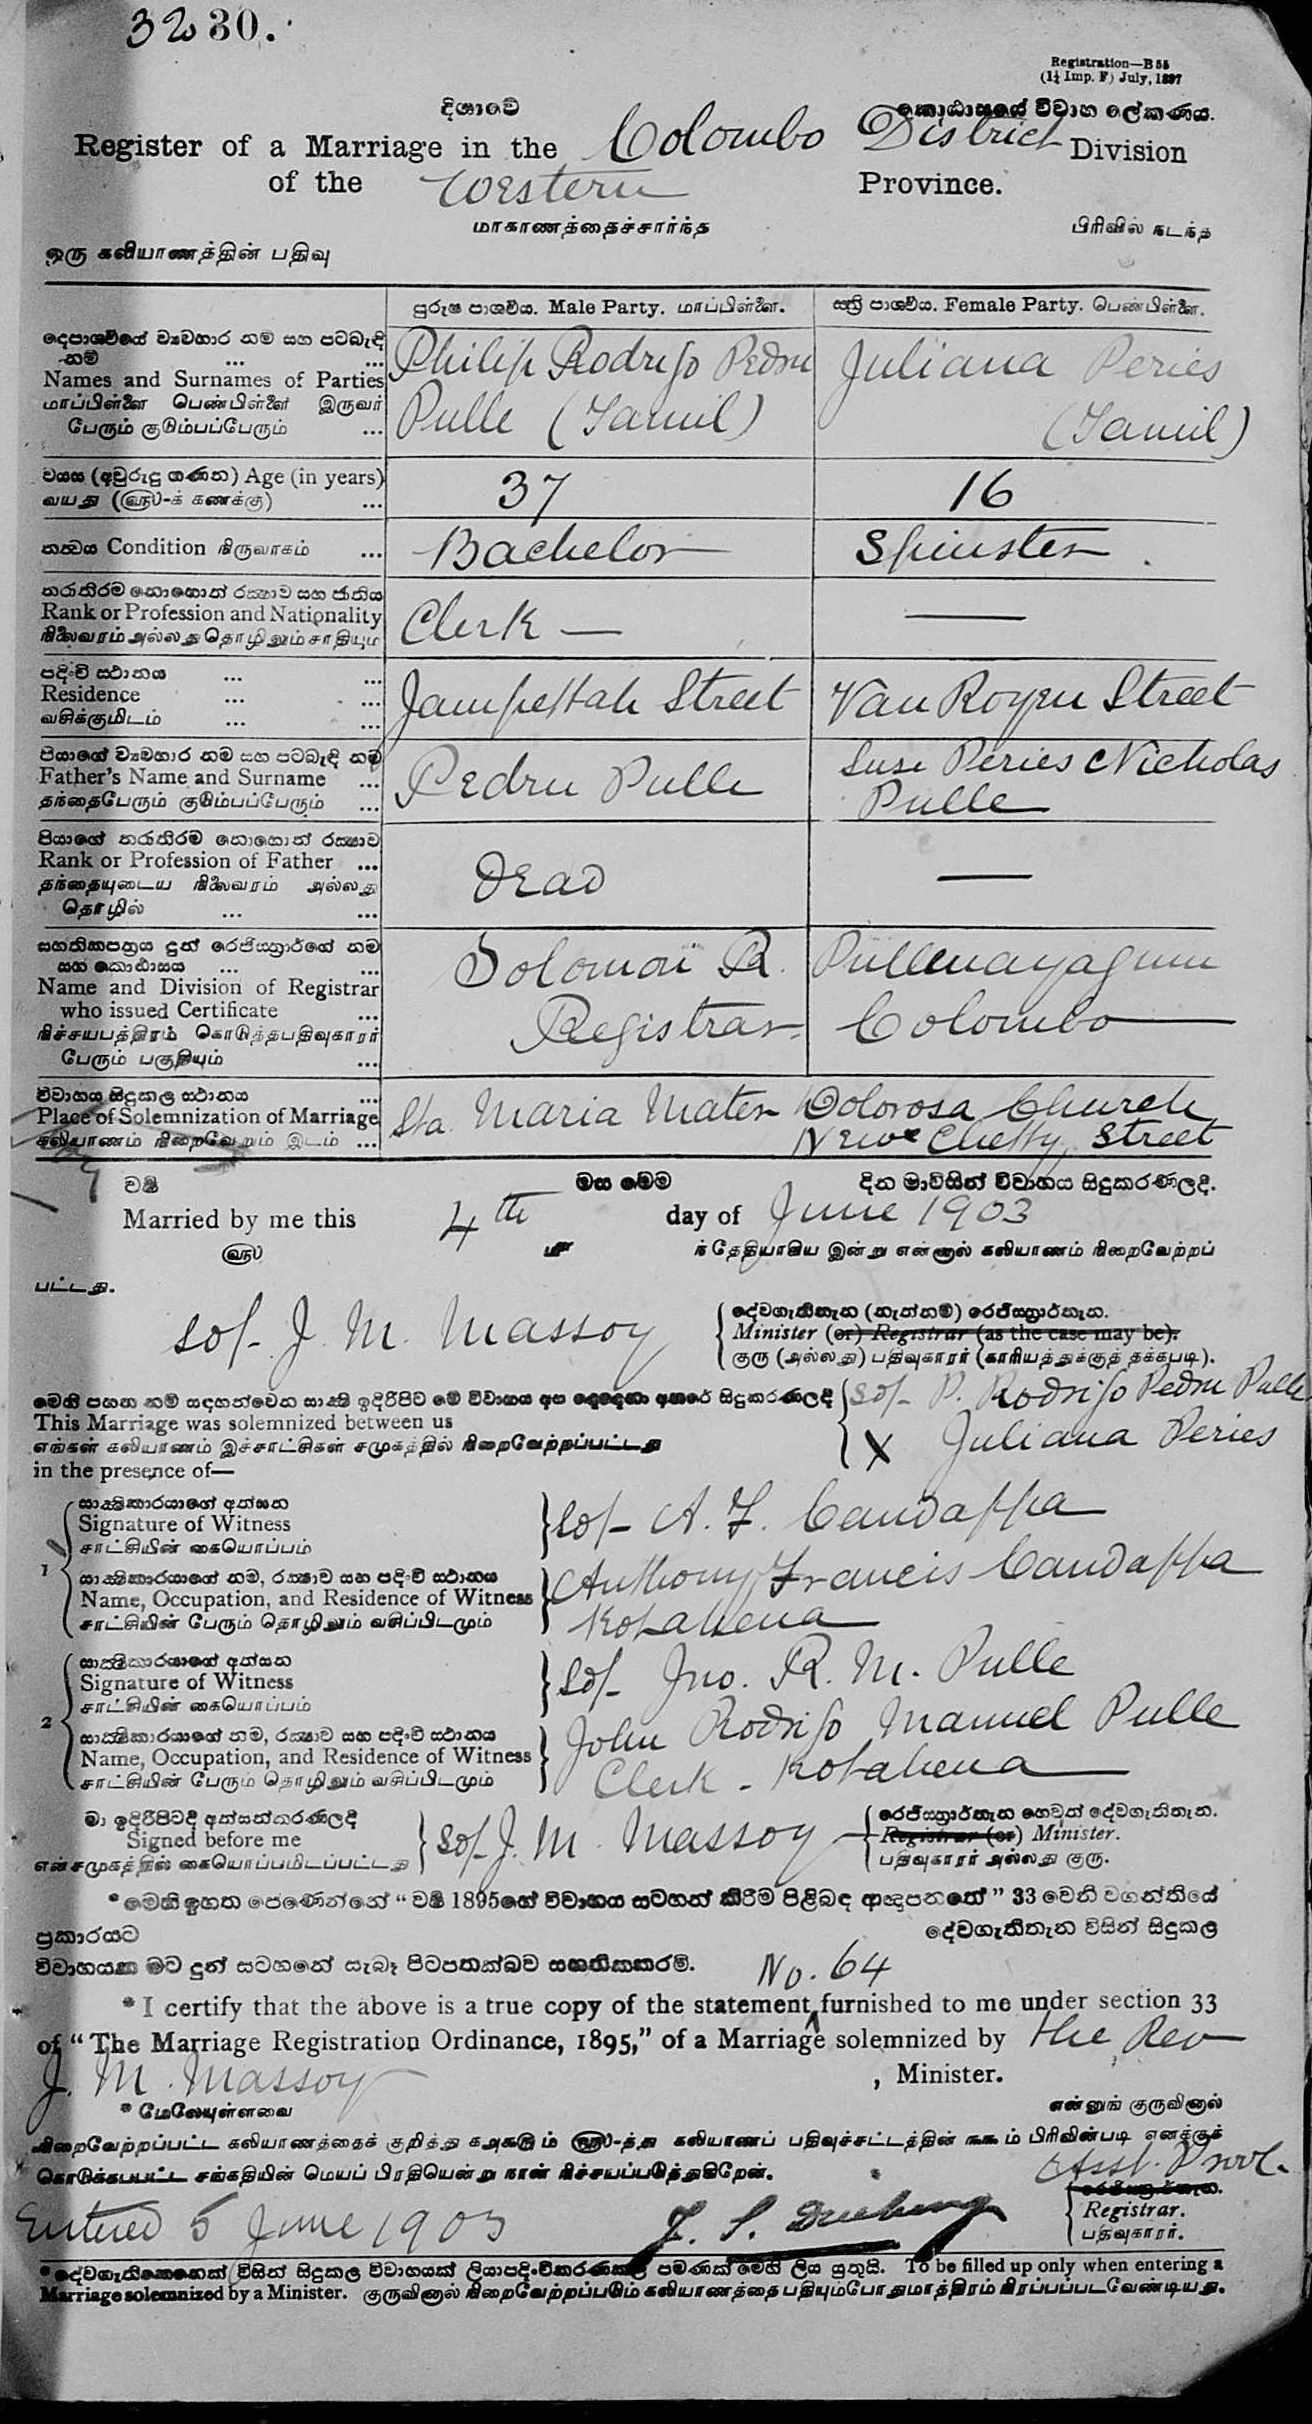 3230.
Registration—B 55
(1½ Imp. F) July, 1897
දිශාවේ කොඨාසයේ විවාහ ලේකණය.
Register of a Marriage in the Colombo District Division
of the Western Province.
மாகாணத்தைச்சார்ந்த பிரிவில் நடந்த
ஒரு கலியாணத்தின் பதிவு
පුරුෂ පාශවීය. Male Party. மாப்பிள்ளை. ස්ත්‍රී පාශවීය. Female Party. பெண்பிள்ளை.
දෙපාශවීයේ ව්‍යවහාර නම සහ පටබැඳි
නම් ... ...
Names and Surnames of Parties
மாப்பிள்ளை பெண்பிள்ளை இருவர்
பேரும் குடும்பப்பேரும் ...
Philip Rodrigo Pedru
Pulle (Tamil)
Juliana Peries
(Tamil)
වයස (අවුරුදු ගණන) Age (in years)
வயது (வரு)-க் கணக்கு) ...
37 16
තත්වය Condition நிருவாகம் ...
Bachelor Spinster.
තරාතිරම නොහොත් රක්‍ෂාව සහ ජාතිය
Rank or Profession and Nationality
நிலைவரம் அல்லது தொழிலும் சாதியும்
Clerk — —
පදිංචි ස්ථානය ... ...
Residence ... ...
வசிக்குமிடம் ... ...
Jampettah Street Van Royen Street
පියාගේ ව්‍යවහාර නම සහ පටබැඳි නම
Father's Name and Surname ...
தந்தைபேரும் குடும்பப்பேரும் ...
Pedru Pulle
Suse Peries Nicholas
Pulle
පියාගේ තරාතිරම නොහොත් රක්‍ෂාව
Rank or Profession of Father ...
தந்தையுடைய நிலைவரம் அல்லது
தொழில் ... ...
Dead —
සහතිකපත්‍රය දුන් රෙජිස්ත්‍රාර්ගේ නම
සහ කොඨාසය ... ...
Name and Division of Registrar
who issued Certificate ...
நிச்சயபத்திரம் கொடுத்தபதிவுகாரர்
பேரும் பகுதியும் ...
Solomon R. Pullenayagum
Registrar. Colombo
විවාහය සිදුකල ස්ථානය ...
Place of Solemnization of Marriage
கலியாணம் நிறைவேறும் இடம் ...
Sta. Maria Mater Dolorosa Church
New Chetty Street
වර්‍ෂ මස මෙම දින මාවිසින් විවාහය සිදුකරණලදි.
Married by me this 4th day of June 1903
ந் தேதியாகிய இன்று என்னால் கலியாணம் நிறைவேற்றப்
பட்டது.
sd/- J. M. Massoy
දේවගැතිතැන (නැත්නම්) රෙජිස්ත්‍රාර්තැන.
Minister (or) Registrar (as the case may be).
குரு (அல்லது) பதிவுகாரர் (காரியத்துக்குத் தக்கபடி).
මෙහි පහත නම් සඳහන්වෙන සාක්‍ෂි ඉදිරිපිට මේ විවාහය අප දෙදෙනා අතරේ සිදුකරණලදි
This Marriage was solemnized between us
எங்கள் கலியாணம் இச்சாட்சிகள் சமுகத்தில் நிறைவேற்றப்பட்டது
in the presence of—
sd/- P. Rodrigo Pedru Pulle
X Juliana Peries
1
සාක්‍ෂිකාරයාගේ අත්සන
Signature of Witness
சாட்சியின் கையொப்பம்
sd/- A. F. Candappa
සාක්‍ෂිකාරයාගේ නම, රක්‍ෂාව සහ පදිංචි ස්ථානය
Name, Occupation, and Residence of Witness
சாட்சியின் பேரும் தொழிலும் வசிப்பிடமும்
Anthony Francis Candappa
Kotahena
2
සාක්‍ෂිකාරයාගේ අත්සන
Signature of Witness
சாட்சியின் கையொப்பம்
sd/- Jno. R. M. Pulle
සාක්‍ෂිකාරයාගේ නම, රක්‍ෂාව සහ පදිංචි ස්ථානය
Name, Occupation, and Residence of Witness
சாட்சியின் பேரும் தொழிலும் வசிப்பிடமும்
John Rodrigo Manuel Pulle
Clerk - Kotahena
මා ඉදිරිපිටදී අත්සන්කරණලදි
Signed before me
என்சமுகத்தில் கையொப்பமிடப்பட்டது
sd/- J. M. Massoy
රෙජිස්ත්‍රාර්තැන හෙවත් දේවගැතිතැන.
Registrar (or) Minister.
பதிவுகாரர் அல்லது குரு.
* මෙහි ඉහත පෙණෙන්නේ “ වර්‍ෂ 1895හේ විවාහය සටහන් කිරීම පිළිබඳ ආඥාපනතේ ” 33 වෙනි වගන්තියේ
ප්‍රකාරයට දේවගැතිතැන විසින් සිදුකල
විවාහයක මට දුන් සටහනේ සැබෑ පිටපතක්බව සහතිකකරමි.
No. 64
* I certify that the above is a true copy of the statement furnished to me under section 33
of “The Marriage Registration Ordinance, 1895,” of a Marriage solemnized by the Rev
J. M. Massoy , Minister.
* மேலேயுள்ளவை என்னுங் குருவினால்
நிறைவேற்றப்பட்ட கலியாணத்தைக் குறித்து கஅகூரு ம் வரு-த்து கலியாணப் பதிவுச்சட்டத்தின் ௩௩ ம் பிரிவின்படி எனக்குக்
கொடுக்கப்பட்ட சங்கதியின் மெய்ப் பிரதியென்று நான் நிச்சயப்படுத்துகிறேன்.
Asst. Provl.
රෙජිස්ත්‍රාර්තැන.
Registrar.
பதிவுகாரர்.
Entered 5 June 1903
* දේවගැතිකෙනෙක් විසින් සිදුකල විවාහයක් ලියාපදිංචිකරණකල පමණක් මෙහි ලිය යුතුයි. To be filled up only when entering a
Marriage solemnized by a Minister. குருவினால் நிறைவேற்றப்படும் கலியாணத்தை பதியும்போதுமாத்திரம் நிரப்பப்படவேண்டியது.